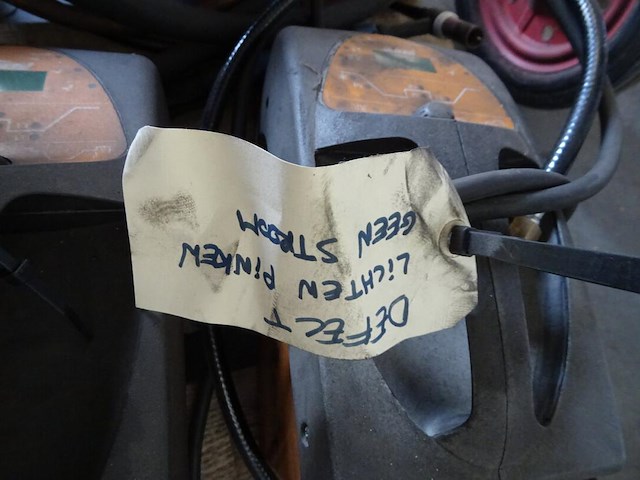 DEFECT
LiCHTEN PiNKEN
GEEN STROOM